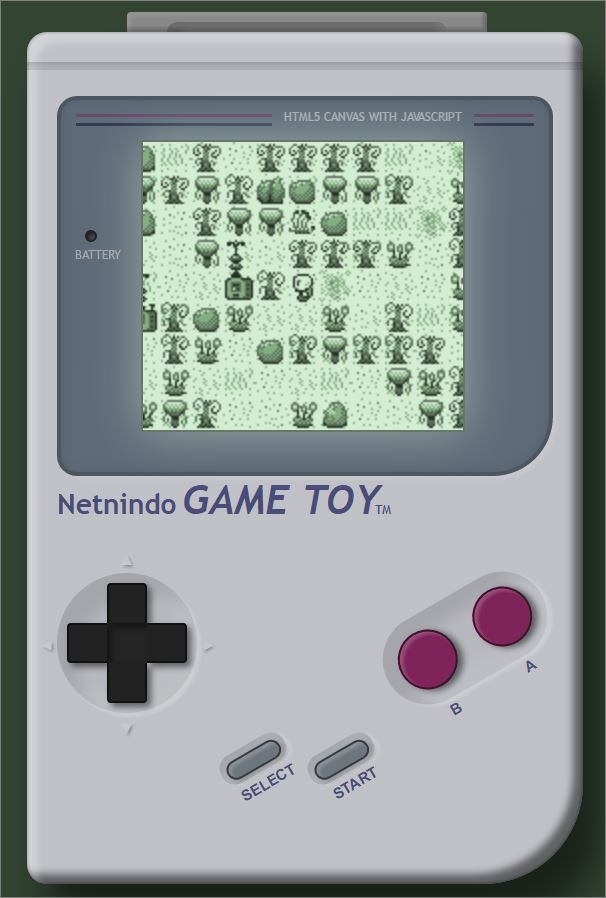 HTML5 CANVAS WITH JAVASCRIPT
BATTERY
Netnindo GAME TOY TM
A
B
SELECT
START